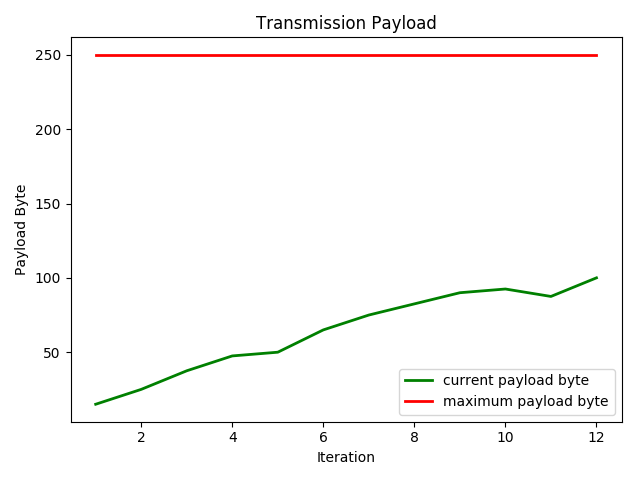 Transmission Payload
Payload Byte
250
200
150
100
50
2 4 6 8 10 12
Iteration
current payload byte
maximum payload byte